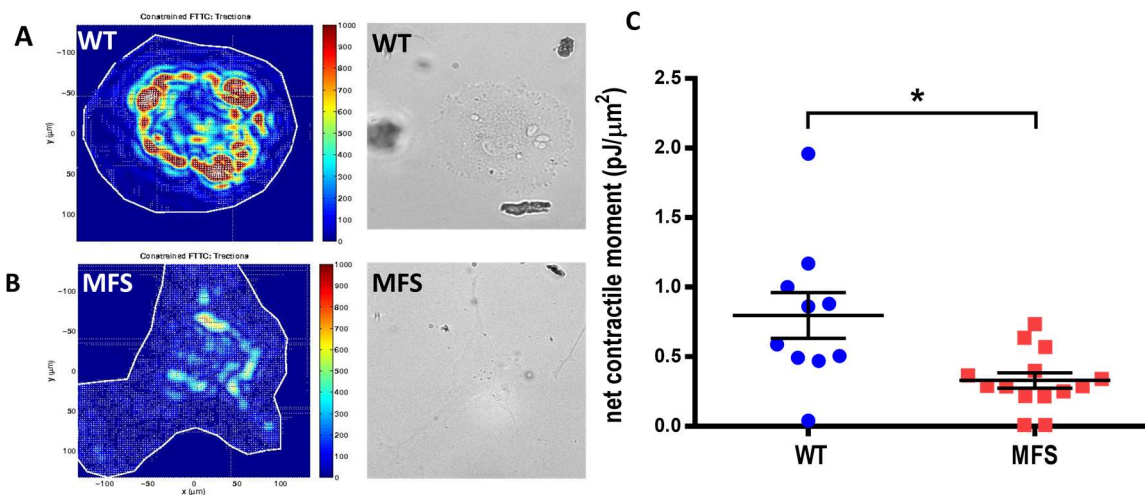 A
Constrained FTTC: Tractions
WT
y (µm)
−100
−50
0
50
100
1000
900
800
700
600
500
400
300
200
100
0
WT
B
Constrained FTTC: Tractions
MFS
y (µm)
−100
−50
0
50
100
−100 −50 0 50 100
x (µm)
1000
900
800
700
600
500
400
300
200
100
0
MFS
C
net contractile moment (pJ/µm²)
2.5
2.0
1.5
1.0
0.5
0.0
*
WT MFS